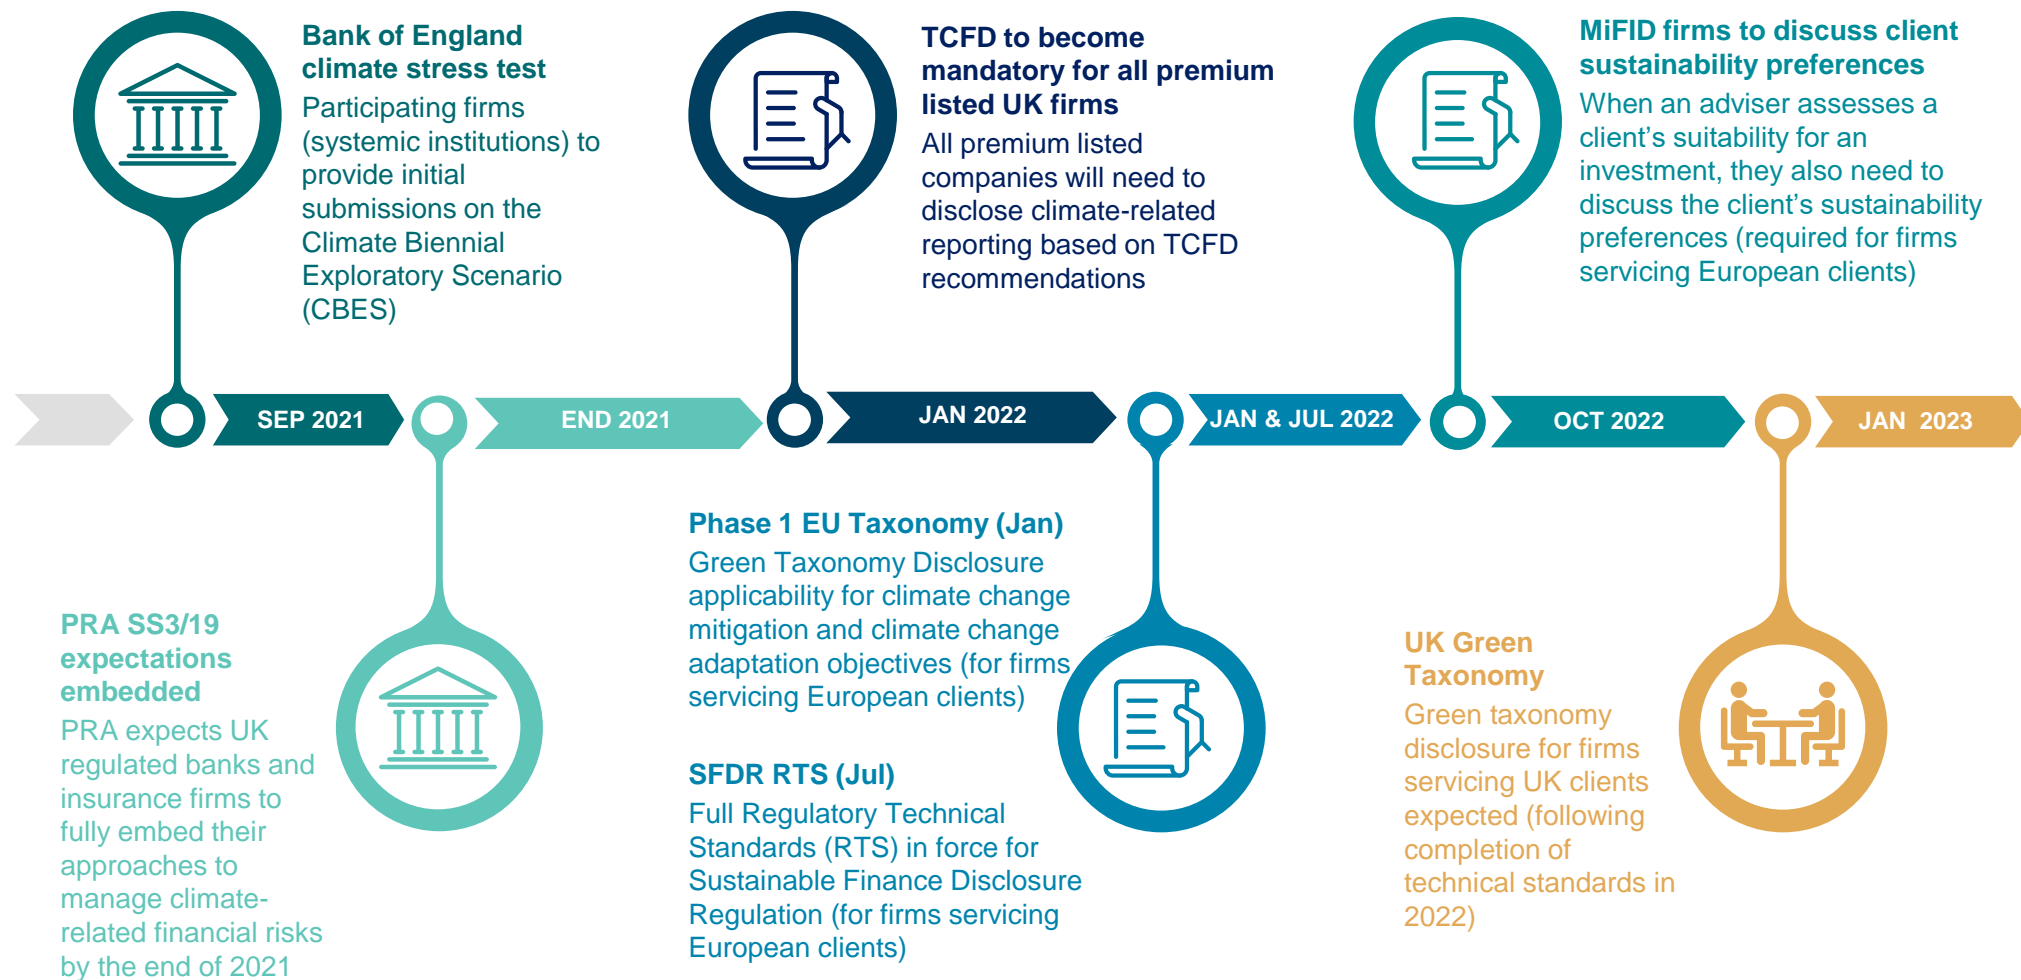 Bank of England
climate stress test
Participating firms
(systemic institutions) to
provide initial
submissions on the
Climate Biennial
Exploratory Scenario
(CBES)
TCFD to become
mandatory for all premium
listed UK firms
All premium listed
companies will need to
disclose climate-related
reporting based on TCFD
recommendations
MiFID firms to discuss client
sustainability preferences
When an adviser assesses a
client’s suitability for an
investment, they also need to
discuss the client’s sustainability
preferences (required for firms
servicing European clients)
SEP 2021
END 2021
JAN 2022
JAN & JUL 2022
OCT 2022
JAN 2023
PRA SS3/19
expectations
embedded
PRA expects UK
regulated banks and
insurance firms to
fully embed their
approaches to
manage climate-
related financial risks
by the end of 2021
Phase 1 EU Taxonomy (Jan)
Green Taxonomy Disclosure
applicability for climate change
mitigation and climate change
adaptation objectives (for firms
servicing European clients)
SFDR RTS (Jul)
Full Regulatory Technical
Standards (RTS) in force for
Sustainable Finance Disclosure
Regulation (for firms servicing
European clients)
UK Green
Taxonomy
Green taxonomy
disclosure for firms
servicing UK clients
expected (following
completion of
technical standards in
2022)